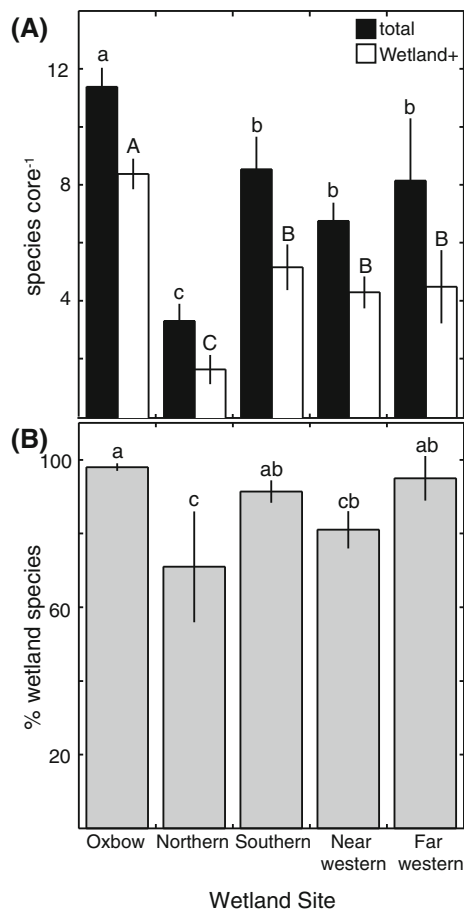 (A)
total
Wetland+
12
8
4
species core⁻¹
a
A
c
C
b
B
b
B
b
B
(B)
100
60
20
% wetland species
a
c
ab
cb
ab
Oxbow Northern Southern Near western Far western
Wetland Site